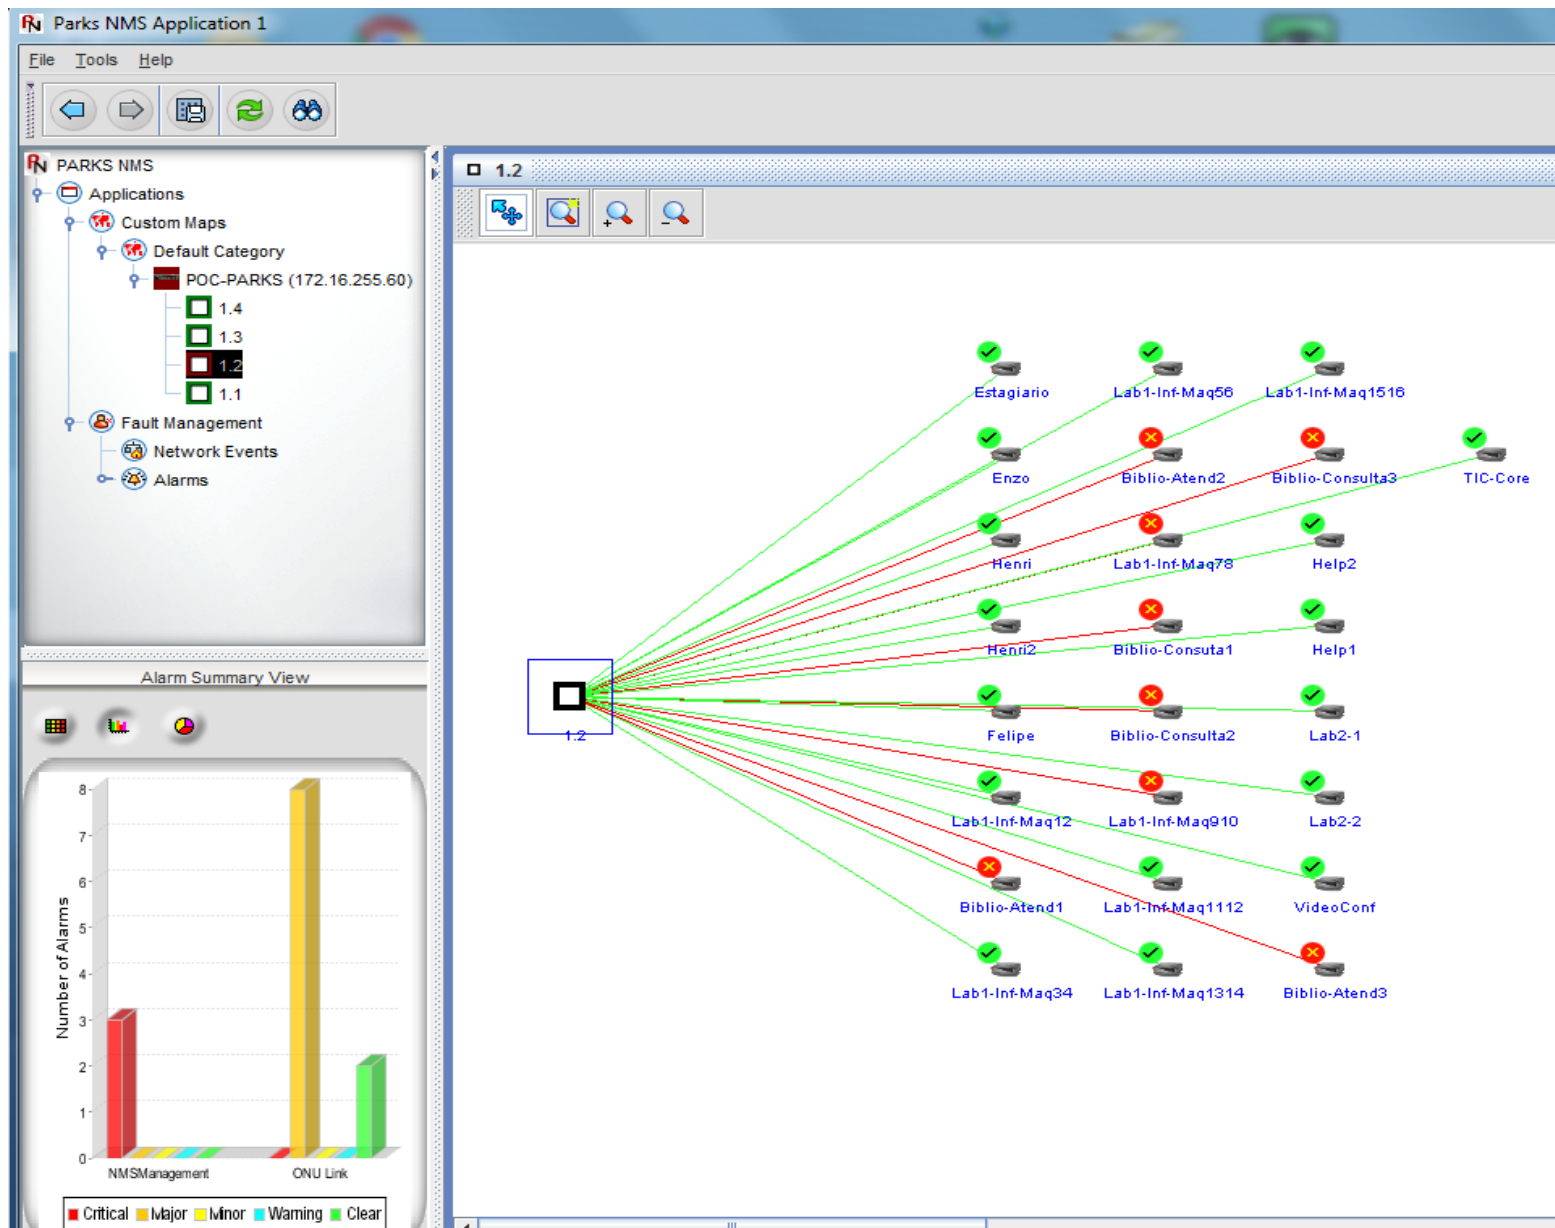 Parks NMS Application 1
File Tools Help
PARKS NMS
Applications
Custom Maps
Default Category
POC-PARKS (172.16.255.60)
1.4
1.3
1.2
1.1
Fault Management
Network Events
Alarms
1.2
Estagiario Lab1-Inf-Maq56 Lab1-Inf-Maq1516
Enzo Biblio-Atend2 Biblio-Consulta3 TIC-Core
Henri Lab1-Inf-Maq78 Help2
Henri2 Biblio-Consuta1 Help1
1.2 Felipe Biblio-Consulta2 Lab2-1
Lab1-Inf-Maq12 Lab1-Inf-Maq910 Lab2-2
Biblio-Atend1 Lab1-Inf-Maq1112 VideoConf
Lab1-Inf-Maq34 Lab1-Inf-Maq1314 Biblio-Atend3
Alarm Summary View
Number of Alarms
8
7
6
5
4
3
2
1
0
NMSManagement ONU Link
Critical Major Minor Warning Clear